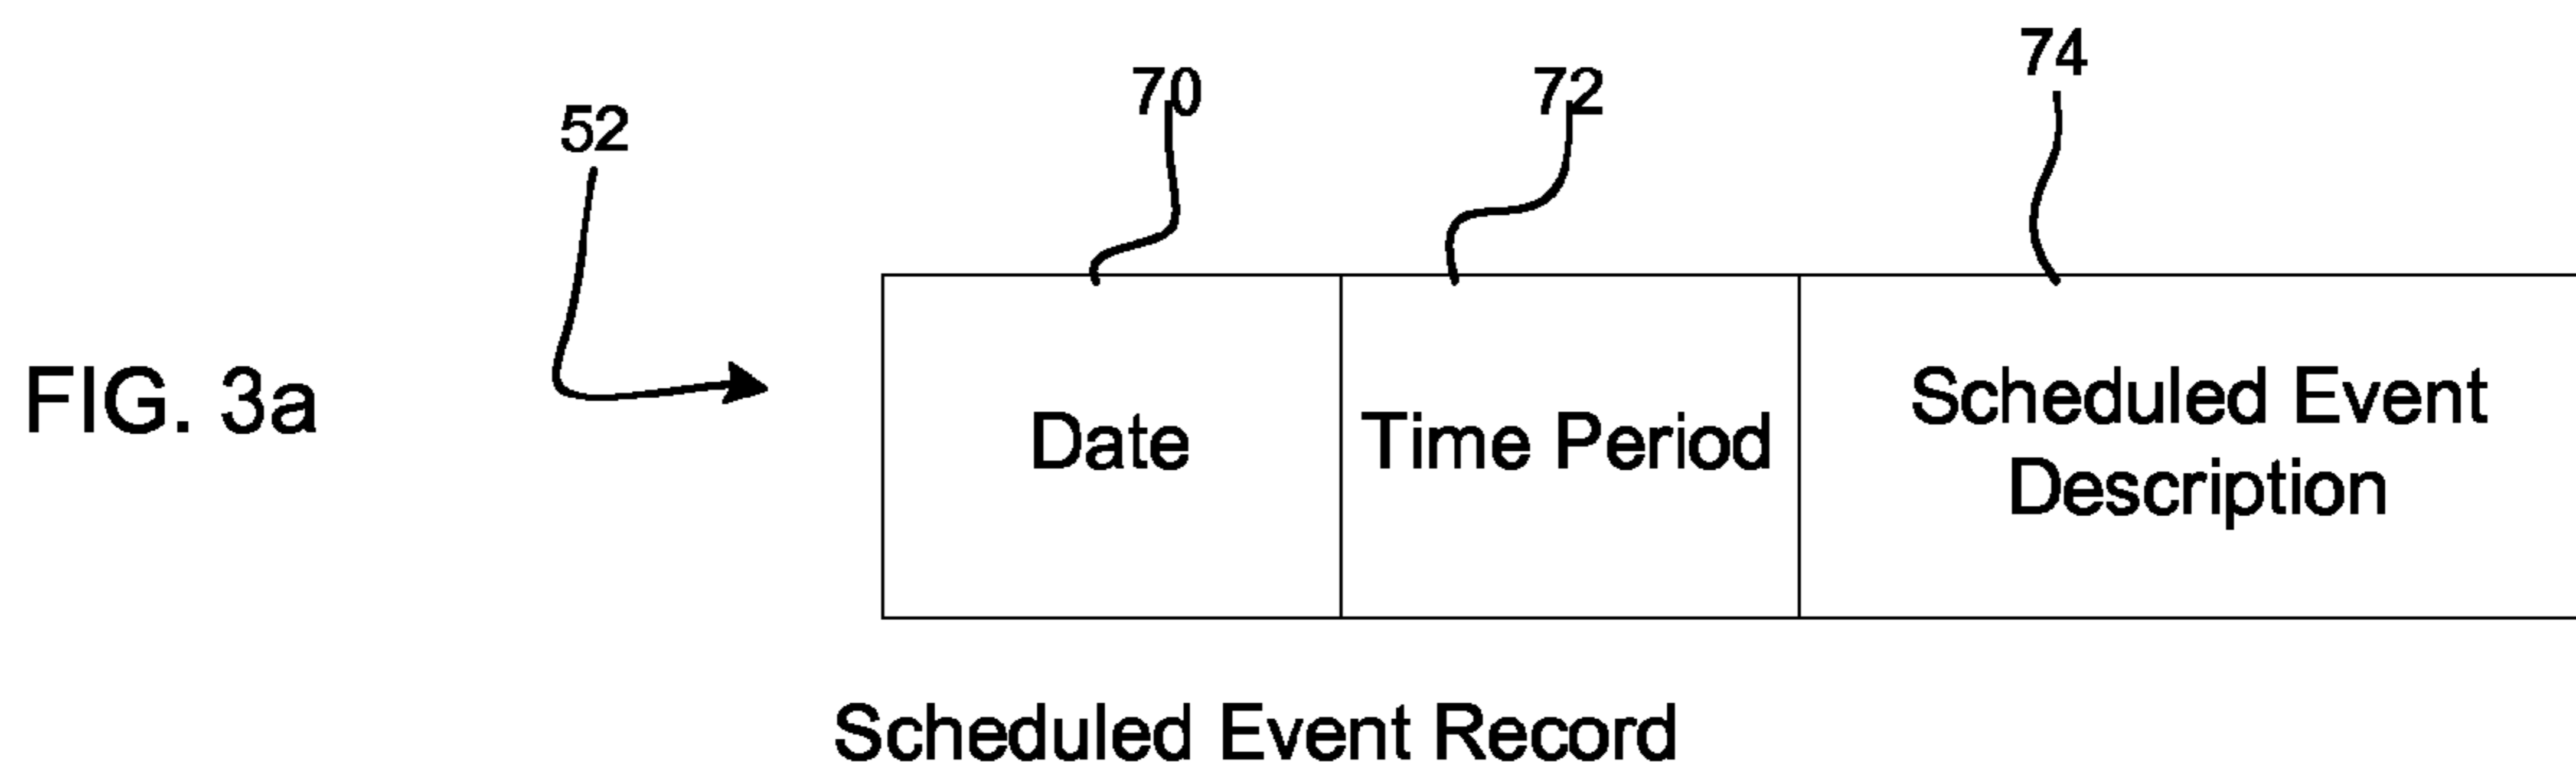 74
70
72
52
FIG. 3a
Date
Time Period
Scheduled Event
Description
Scheduled Event Record